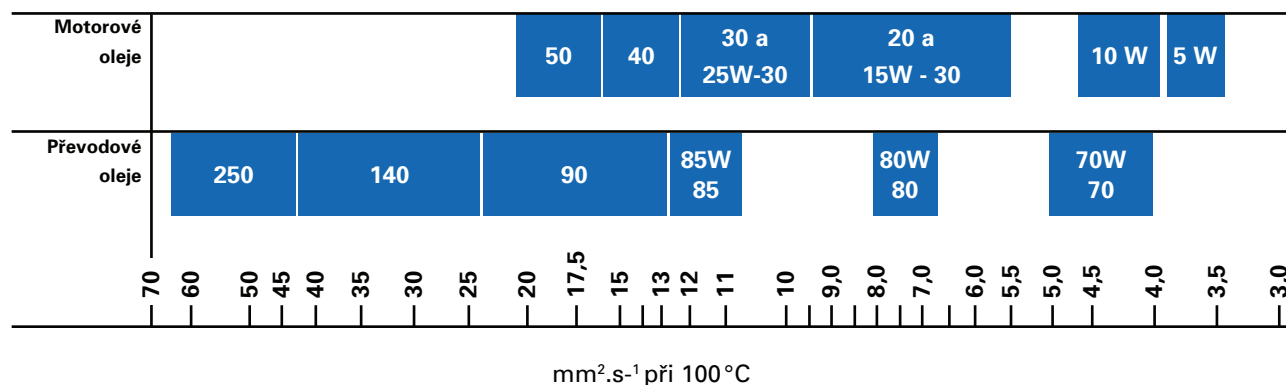 Motorové
oleje
50
40
30 a
25W-30
20 a
15W - 30
10 W
5 W
Převodové
oleje
250
140
90
85W
85
80W
80
70W
70
70
60
50
45
40
35
30
25
20
17,5
15
13
12
11
10
9,0
8,0
7,0
6,0
5,5
5,0
4,5
4,0
3,5
3,0
mm².s-¹ při 100 °C